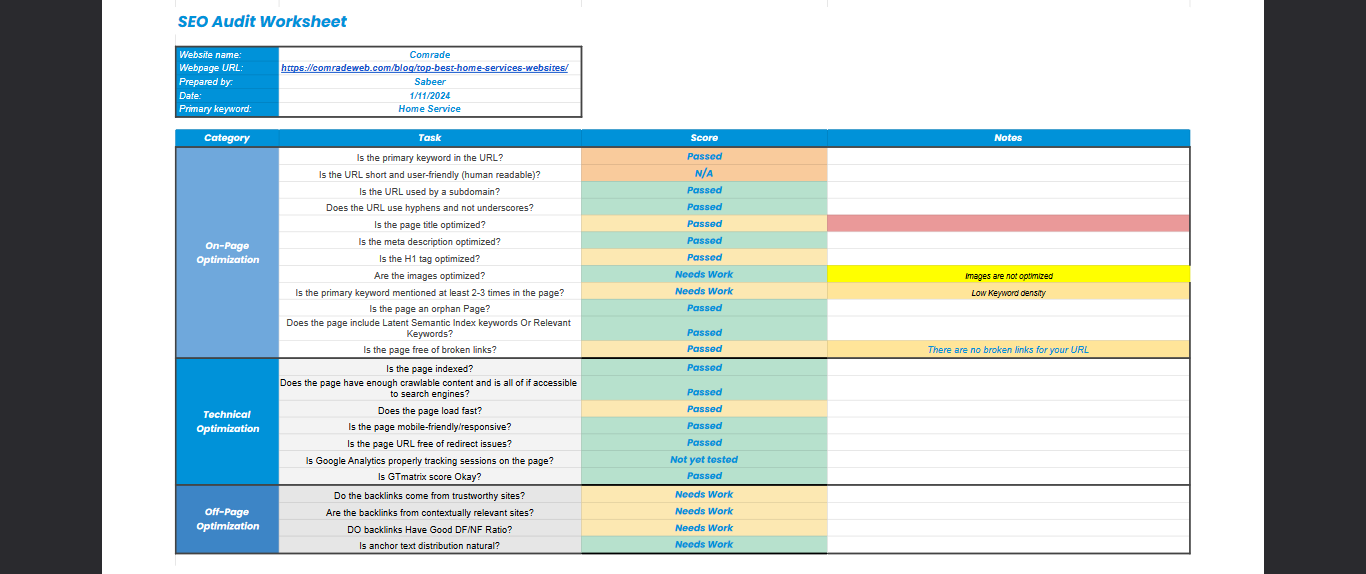 SEO Audit Worksheet
Website name: Comrade
Webpage URL: https://comradeweb.com/blog/top-best-home-services-websites/
Prepared by: Sabeer
Date: 1/11/2024
Primary keyword: Home Service
Category Task Score Notes
On-Page
Optimization
Is the primary keyword in the URL? Passed
Is the URL short and user-friendly (human readable)? N/A
Is the URL used by a subdomain? Passed
Does the URL use hyphens and not underscores? Passed
Is the page title optimized? Passed
Is the meta description optimized? Passed
Is the H1 tag optimized? Passed
Are the images optimized? Needs Work Images are not optimized
Is the primary keyword mentioned at least 2-3 times in the page? Needs Work Low Keyword density
Is the page an orphan Page? Passed
Does the page include Latent Semantic Index keywords Or Relevant
Keywords? Passed
Is the page free of broken links? Passed There are no broken links for your URL
Technical
Optimization
Is the page indexed? Passed
Does the page have enough crawlable content and is all of if accessible
to search engines? Passed
Does the page load fast? Passed
Is the page mobile-friendly/responsive? Passed
Is the page URL free of redirect issues? Passed
Is Google Analytics properly tracking sessions on the page? Not yet tested
Is GTmatrix score Okay? Passed
Off-Page
Optimization
Do the backlinks come from trustworthy sites? Needs Work
Are the backlinks from contextually relevant sites? Needs Work
DO backlinks Have Good DF/NF Ratio? Needs Work
Is anchor text distribution natural? Needs Work